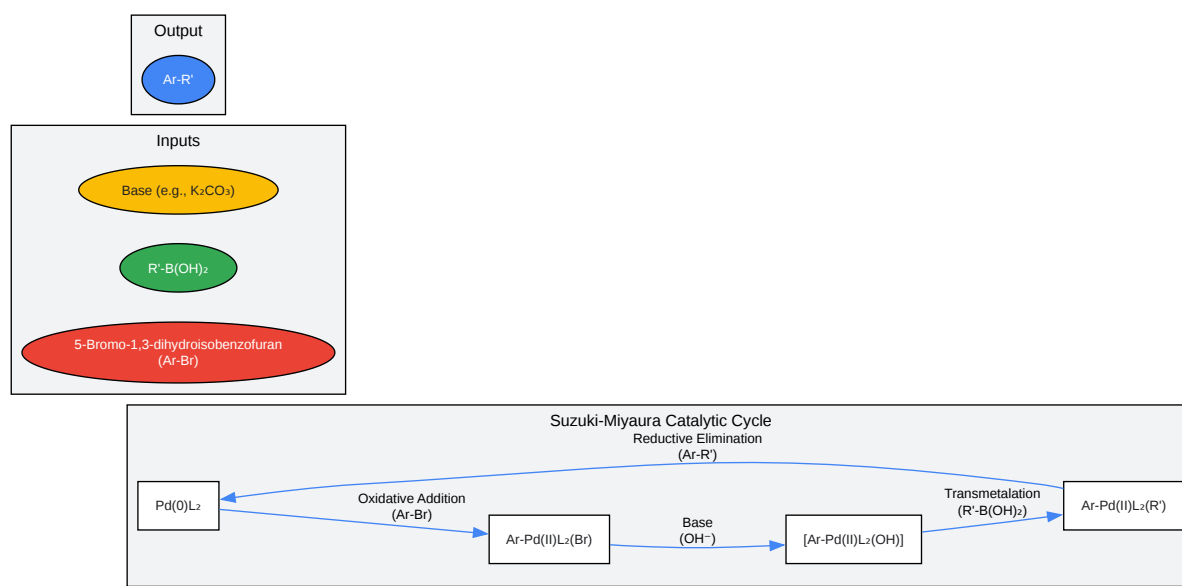 Output
Ar-R'
Inputs
Base (e.g., K₂CO₃)
R'-B(OH)₂
5-Bromo-1,3-dihydroisobenzofuran
(Ar-Br)
Suzuki-Miyaura Catalytic Cycle
Reductive Elimination
(Ar-R')
Pd(0)L₂
Oxidative Addition
(Ar-Br)
Ar-Pd(II)L₂(Br)
Base
(OH⁻)
[Ar-Pd(II)L₂(OH)]
Transmetalation
(R'-B(OH)₂)
Ar-Pd(II)L₂(R')